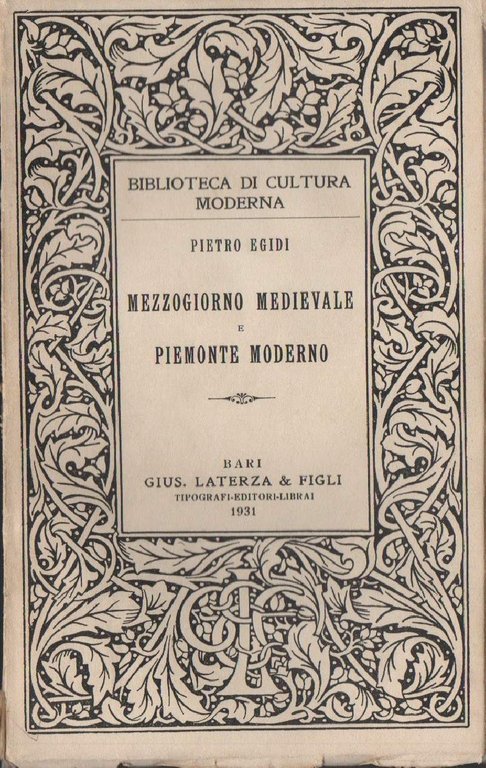 BIBLIOTECA DI CULTURA
MODERNA
PIETRO EGIDI
MEZZOGIORNO MEDIEVALE
E
PIEMONTE MODERNO
BARI
GIUS. LATERZA & FIGLI
TIPOGRAFI-EDITORI-LIBRAI
1931